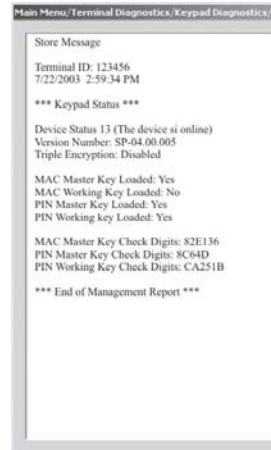 Main Menu/Terminal Diagnostics/Keypad Diagnostics/
Store Message
Terminal ID: 123456
7/22/2003 2:59:34 PM
*** Keypad Status ***
Device Status 13 (The device si online)
Version Number: SP-04.00.005
Triple Encryption: Disabled
MAC Master Key Loaded: Yes
MAC Working Key Loaded: No
PIN Master Key Loaded: Yes
PIN Working key Loaded: Yes
MAC Master Key Check Digits: 82E136
PIN Master Key Check Digits: 8C64D
PIN Working Key Check Digits: CA251B
*** End of Management Report ***